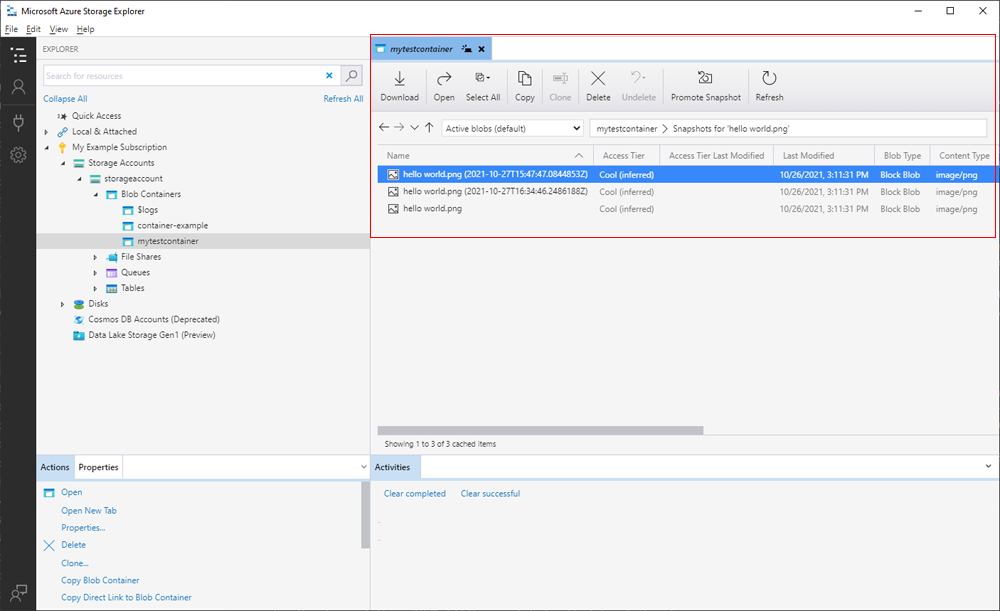 Microsoft Azure Storage Explorer
File Edit View Help
EXPLORER
Search for resources
Collapse All Refresh All
Quick Access
Local & Attached
My Example Subscription
Storage Accounts
storageaccount
Blob Containers
$logs
container-example
mytestcontainer
File Shares
Queues
Tables
Disks
Cosmos DB Accounts (Deprecated)
Data Lake Storage Gen1 (Preview)
Actions Properties
Open
Open New Tab
Properties...
Delete
Clone...
Copy Blob Container
Copy Direct Link to Blob Container
mytestcontainer
Download Open Select All Copy Clone Delete Undelete Promote Snapshot Refresh
Active blobs (default) mytestcontainer Snapshots for 'hello world.png'
Name Access Tier Access Tier Last Modified Last Modified Blob Type Content Type
hello world.png (2021-10-27T15:47:47.0844853Z) Cool (inferred) 10/26/2021, 3:11:31 PM Block Blob image/png
hello world.png (2021-10-27T16:34:46.2486188Z) Cool (inferred) 10/26/2021, 3:11:31 PM Block Blob image/png
hello world.png Cool (inferred) 10/26/2021, 3:11:31 PM Block Blob image/png
Showing 1 to 3 of 3 cached items
Activities
Clear completed Clear successful